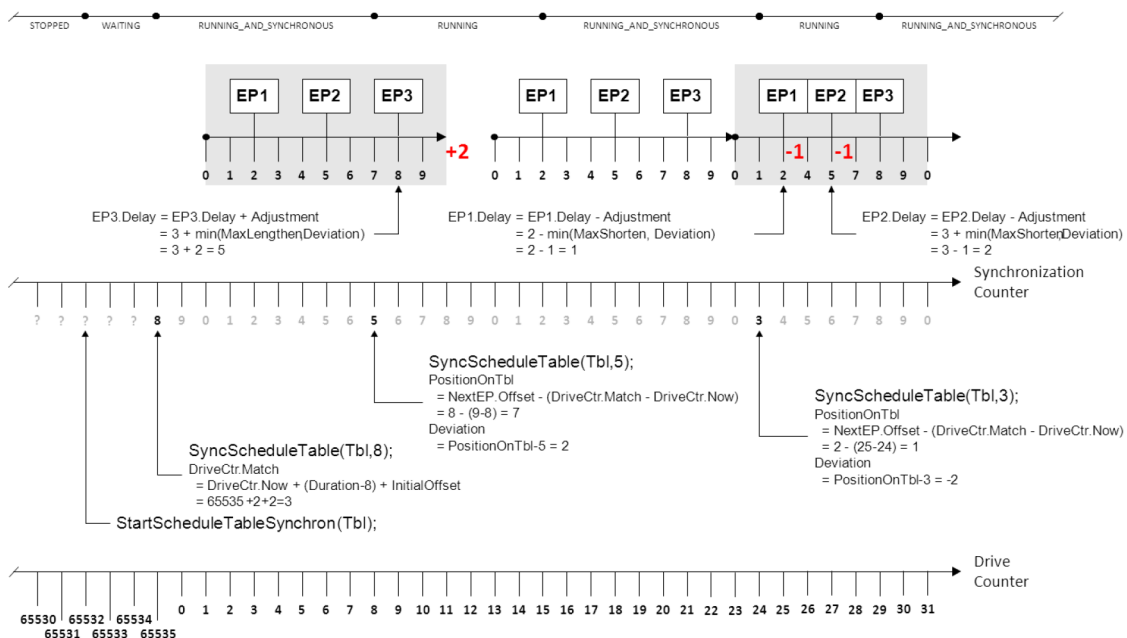 STOPPED WAITING RUNNING_AND_SYNCHRONOUS RUNNING RUNNING_AND_SYNCHRONOUS RUNNING RUNNING_AND_SYNCHRONOUS
EP1 EP2 EP3 EP1 EP2 EP3 EP1 EP2 EP3
+2 -1 -1
0 1 2 3 4 5 6 7 8 9 0 1 2 3 4 5 6 7 8 9 0 1 2 4 5 7 8 9 0
EP3.Delay = EP3.Delay + Adjustment
= 3 + min(MaxLengthen,Deviation)
= 3 + 2 = 5
EP1.Delay = EP1.Delay - Adjustment
= 2 - min(MaxShorten, Deviation)
= 2 - 1 = 1
EP2.Delay = EP2.Delay - Adjustment
= 3 + min(MaxShorten,Deviation)
= 3 - 1 = 2
Synchronization
Counter
? ? ? ? ? 8 9 0 1 2 3 4 5 6 5 6 7 8 9 0 1 2 3 4 5 6 7 8 9 0 3 4 5 6 7 8 9 0
SyncScheduleTable(Tbl,5);
PositionOnTbl
= NextEP.Offset - (DriveCtr.Match - DriveCtr.Now)
= 8 - (9-8) = 7
Deviation
= PositionOnTbl-5 = 2
SyncScheduleTable(Tbl,3);
PositionOnTbl
= NextEP.Offset - (DriveCtr.Match - DriveCtr.Now)
= 2 - (25-24) = 1
Deviation
= PositionOnTbl-3 = -2
SyncScheduleTable(Tbl,8);
DriveCtr.Match
= DriveCtr.Now + (Duration-8) + InitialOffset
= 65535+2+2=3
StartScheduleTableSynchron(Tbl);
Drive
Counter
65530 65531 65532 65533 65534 65535 0 1 2 3 4 5 6 7 8 9 10 11 12 13 14 15 16 17 18 19 20 21 22 23 24 25 26 27 28 29 30 31